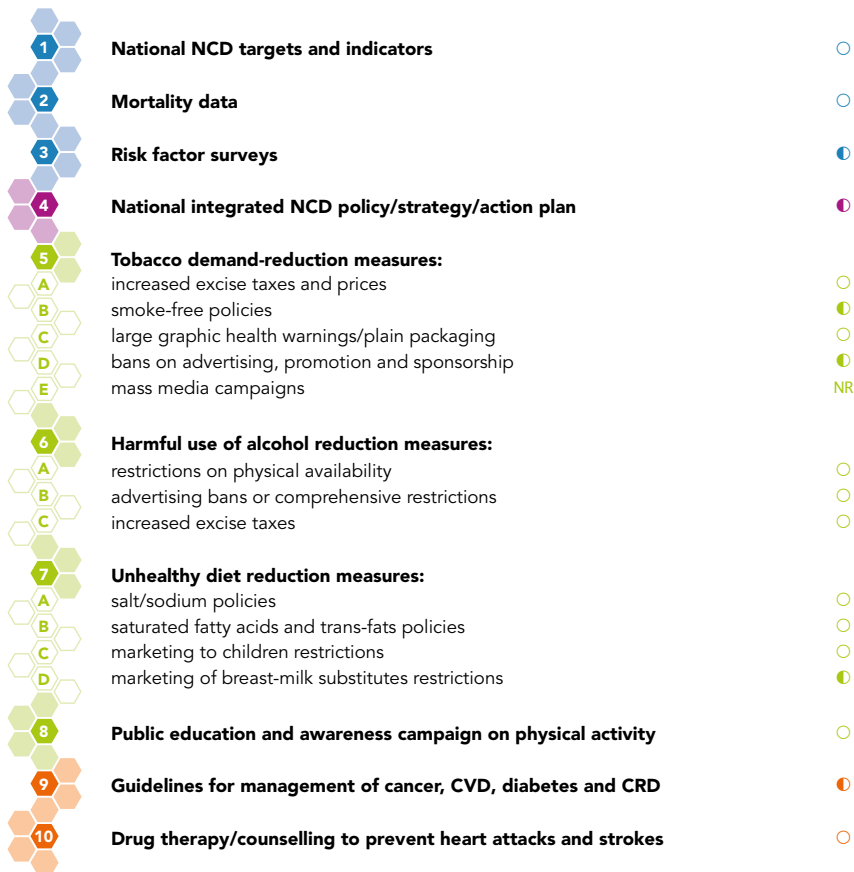 1 National NCD targets and indicators ○
2 Mortality data ○
3 Risk factor surveys ◐
4 National integrated NCD policy/strategy/action plan ◐
5 Tobacco demand-reduction measures:
A increased excise taxes and prices ○
B smoke-free policies ◐
C large graphic health warnings/plain packaging ○
D bans on advertising, promotion and sponsorship ◐
E mass media campaigns NR
6 Harmful use of alcohol reduction measures:
A restrictions on physical availability ○
B advertising bans or comprehensive restrictions ○
C increased excise taxes ○
7 Unhealthy diet reduction measures:
A salt/sodium policies ○
B saturated fatty acids and trans-fats policies ○
C marketing to children restrictions ○
D marketing of breast-milk substitutes restrictions ◐
8 Public education and awareness campaign on physical activity ○
9 Guidelines for management of cancer, CVD, diabetes and CRD ◐
10 Drug therapy/counselling to prevent heart attacks and strokes ○